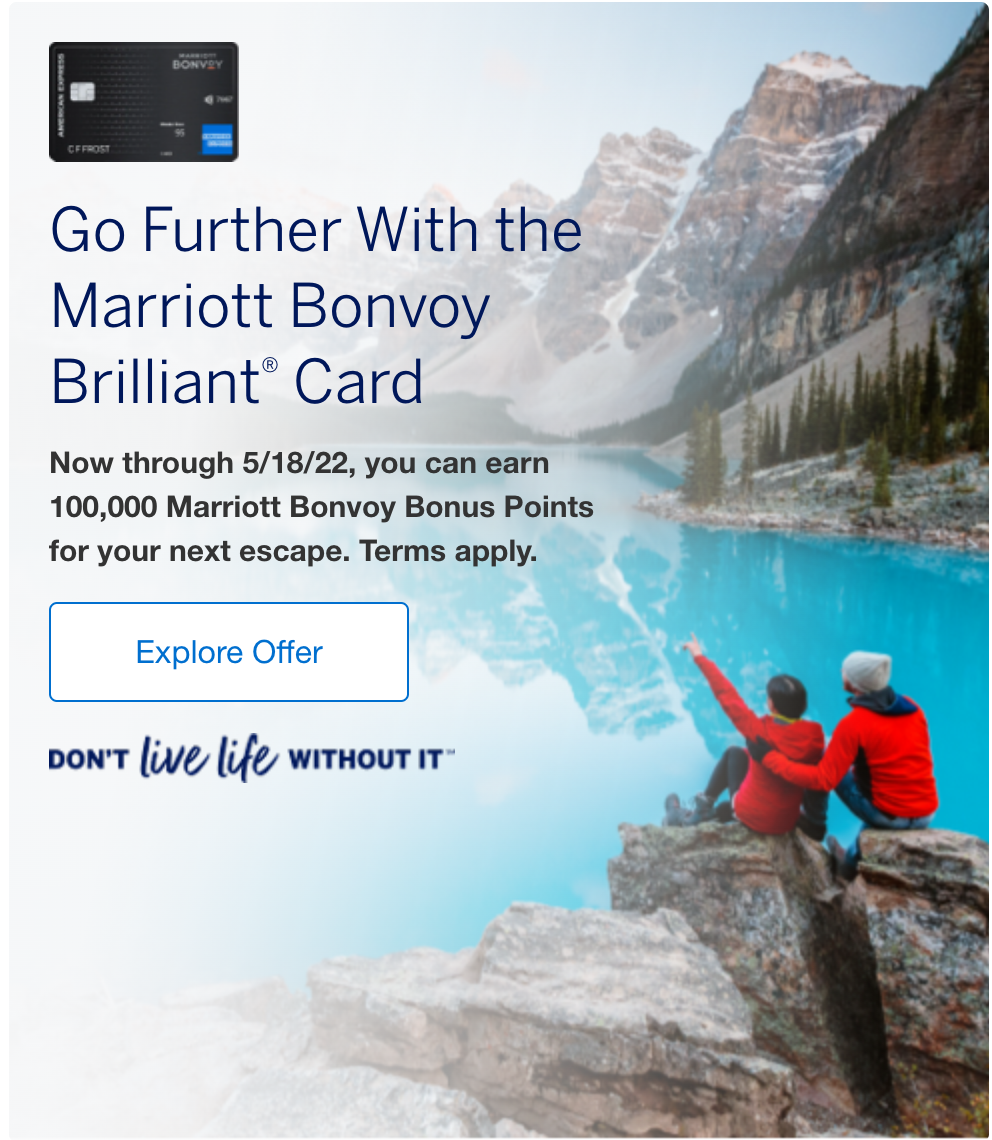 AMERICAN EXPRESS
MARRIOTT
BONVOY
95
C F FROST
Go Further With the
Marriott Bonvoy
Brilliant® Card
Now through 5/18/22, you can earn
100,000 Marriott Bonvoy Bonus Points
for your next escape. Terms apply.
Explore Offer
DON'T live life WITHOUT IT™